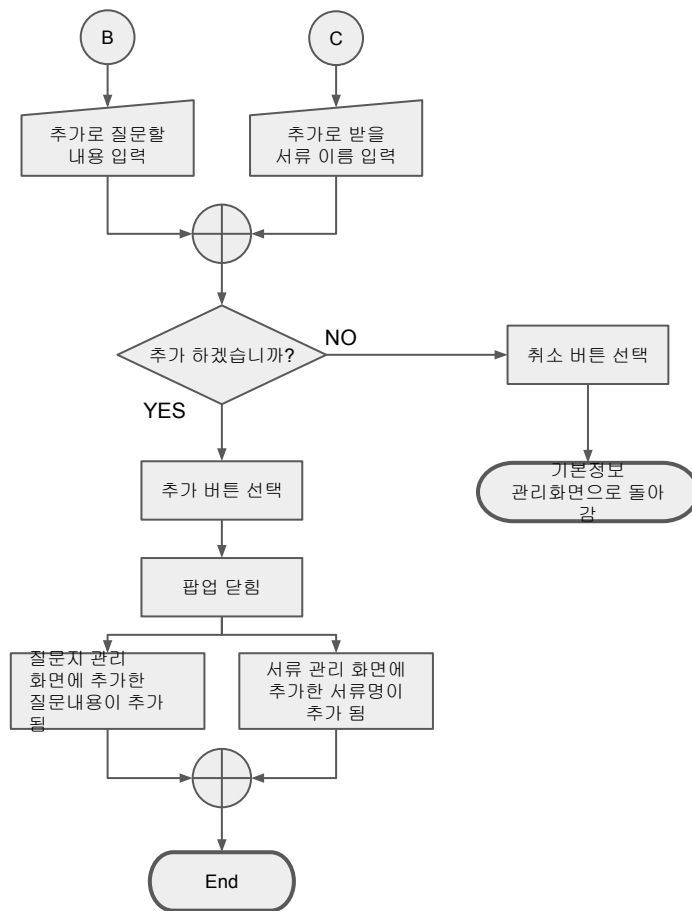 B
C
추가로 질문할
내용 입력
추가로 받을
서류 이름 입력
추가 하겠습니까?
NO
취소 버튼 선택
YES
기본정보
관리화면으로 돌아
감
추가 버튼 선택
팝업 닫힘
질문지 관리
화면에 추가한
질문내용이 추가
됨
서류 관리 화면에
추가한 서류명이
추가 됨
End